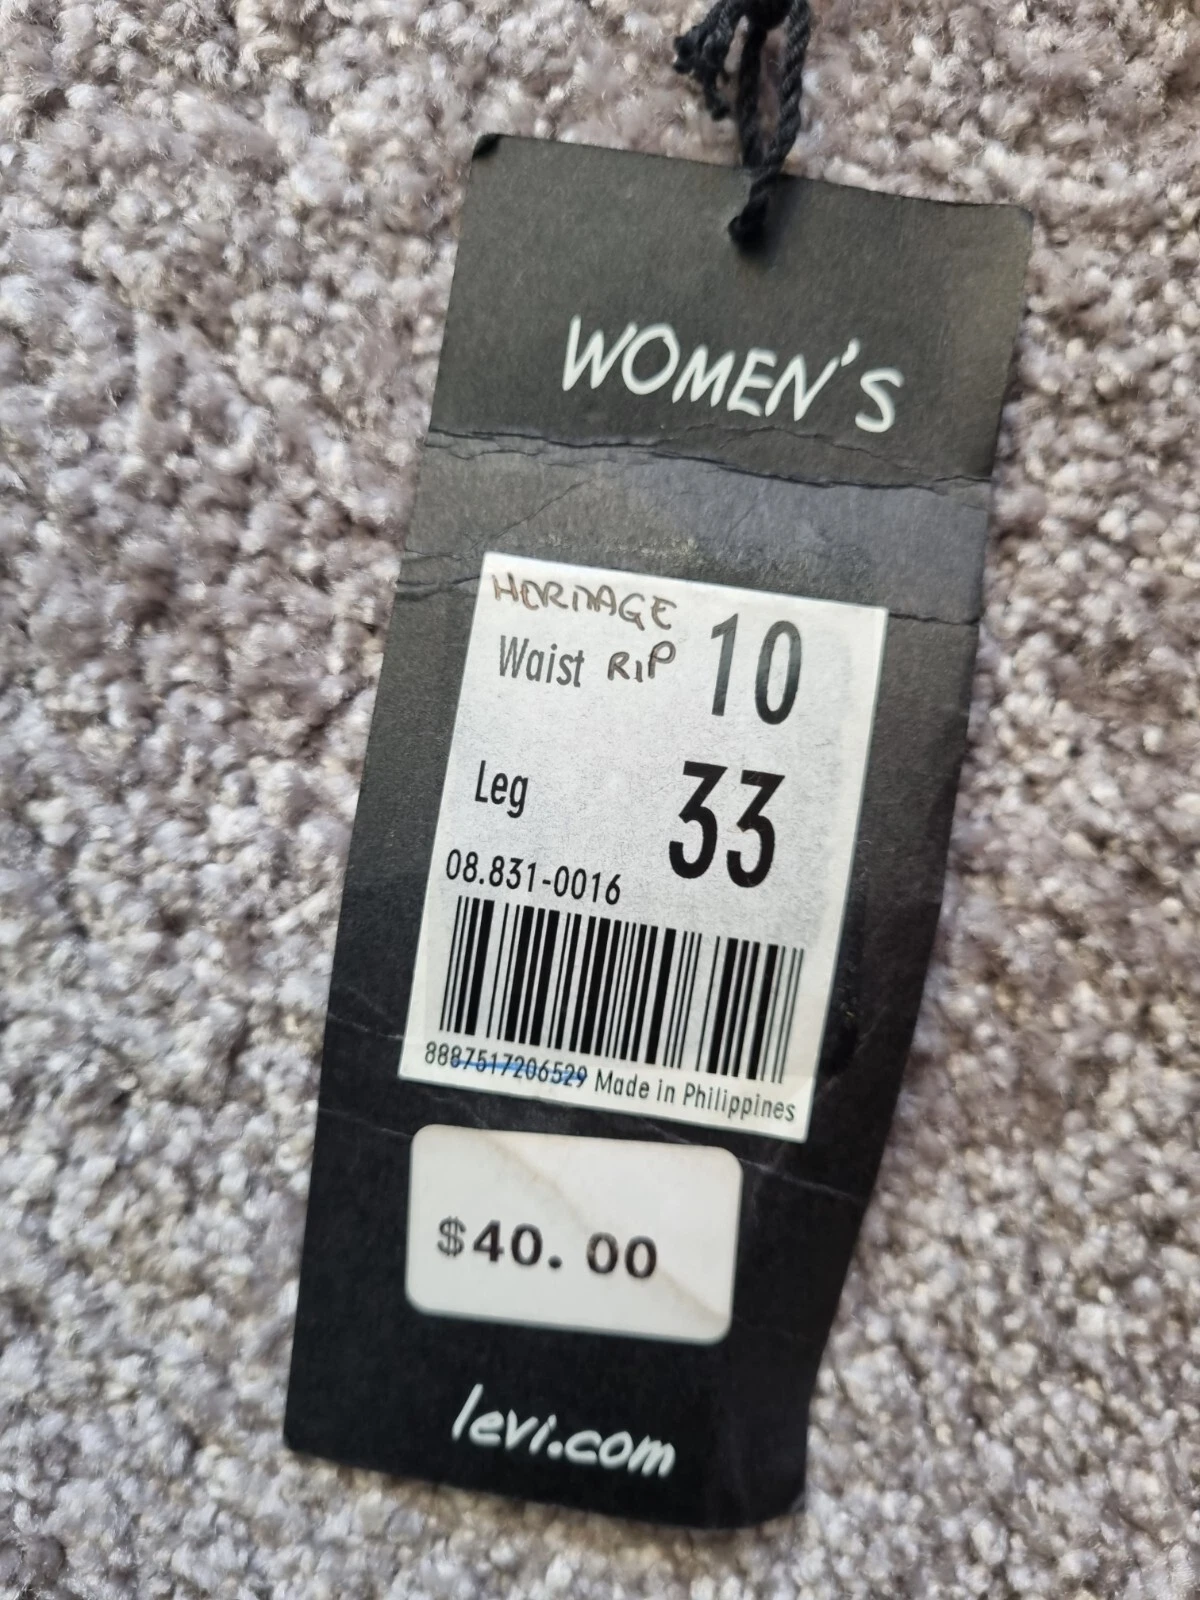 WOMEN'S
HERITAGE
Waist RIP 10
Leg 33
08.831-0016
8887517206529 Made in Philippines
$40.00
levi.com